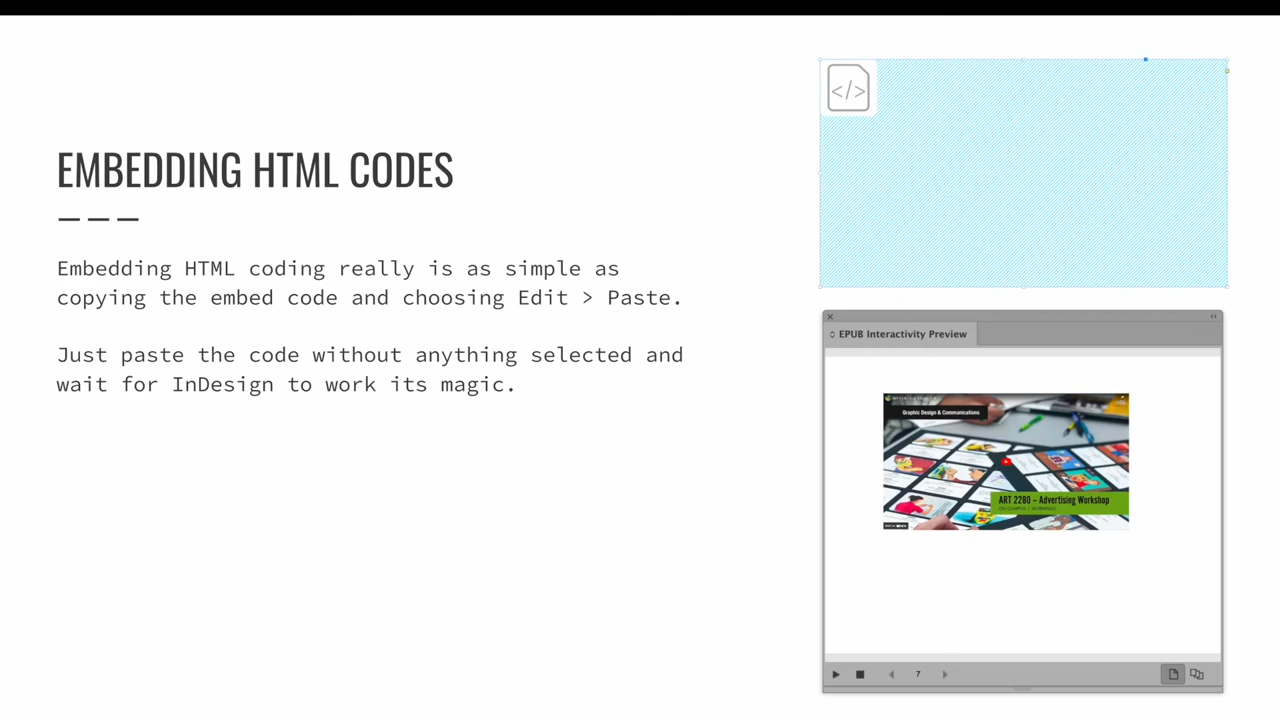 EMBEDDING HTML CODES
Embedding HTML coding really is as simple as
copying the embed code and choosing Edit > Paste.
Just paste the code without anything selected and
wait for InDesign to work its magic.
</>
EPUB Interactivity Preview
Graphic Design & Communications
ART 2280 – Advertising Workshop
7